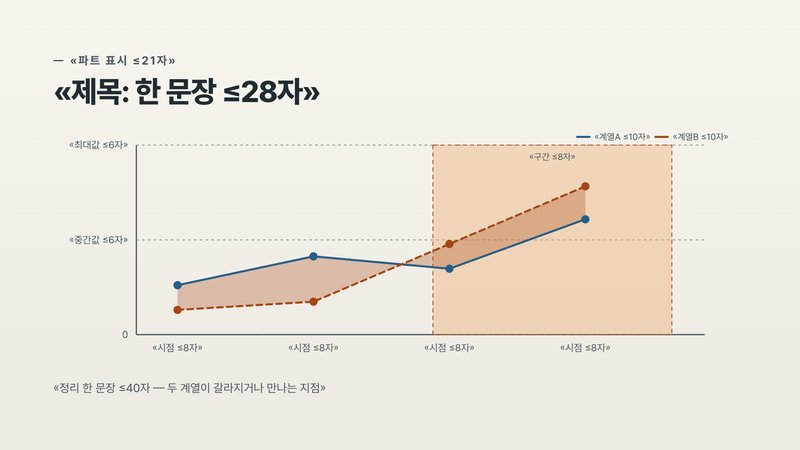 — «파트 표시 ≤21자»
«제목: 한 문장 ≤28자»
«계열A ≤10자» «계열B ≤10자»
«최대값 ≤6자»
«구간 ≤8자»
«중간값 ≤6자»
0
«시점 ≤8자» «시점 ≤8자» «시점 ≤8자» «시점 ≤8자»
«정리 한 문장 ≤40자 — 두 계열이 갈라지거나 만나는 지점»